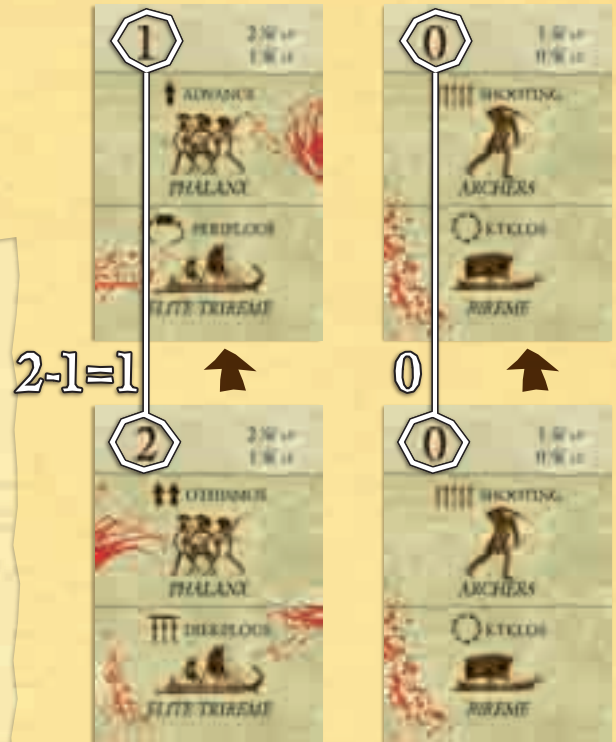 1
ADVANCE
PHALANX
PERIPLOUS
ELITE TRIREME
0
SHOOTING
ARCHERS
KYKLOS
BIREME
2-1=1
0
2
OTHISMOS
PHALANX
DIEKPLOUS
ELITE TRIREME
0
SHOOTING
ARCHERS
KYKLOS
BIREME